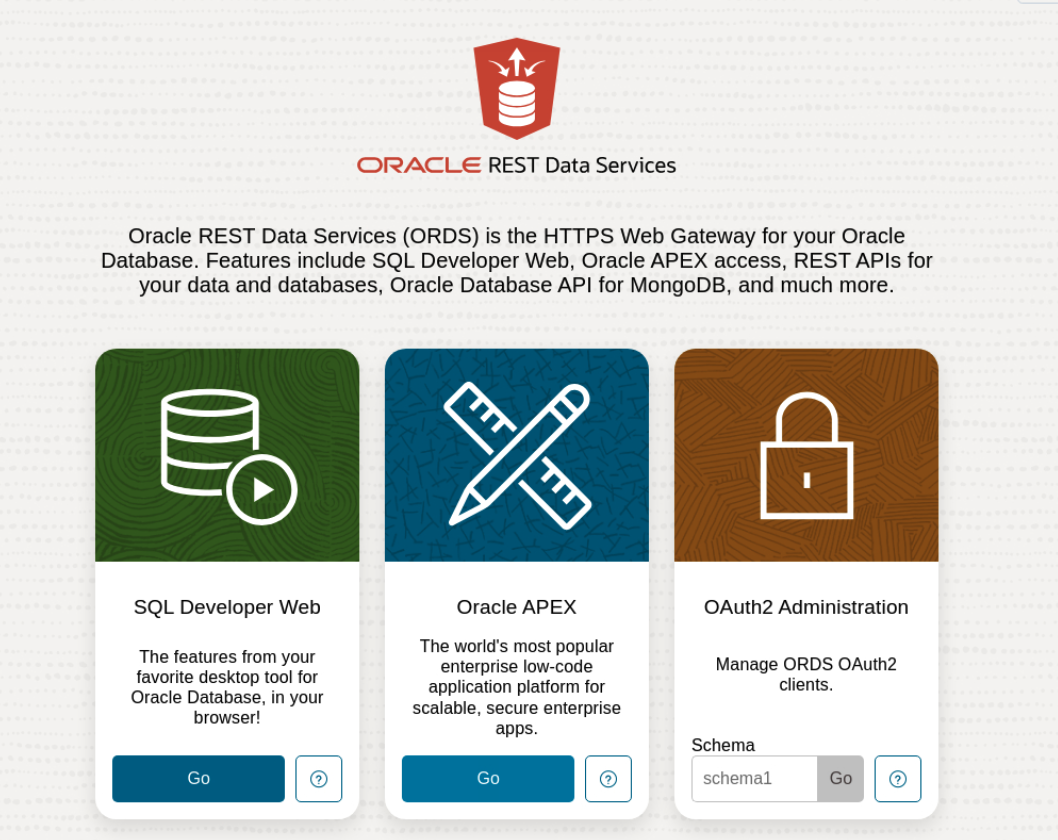 ORACLE REST Data Services
Oracle REST Data Services (ORDS) is the HTTPS Web Gateway for your Oracle
Database. Features include SQL Developer Web, Oracle APEX access, REST APIs for
your data and databases, Oracle Database API for MongoDB, and much more.
SQL Developer Web
The features from your
favorite desktop tool for
Oracle Database, in your
browser!
Go
?
Oracle APEX
The world's most popular
enterprise low-code
application platform for
scalable, secure enterprise
apps.
Go
?
OAuth2 Administration
Manage ORDS OAuth2
clients.
Schema
schema1
Go
?